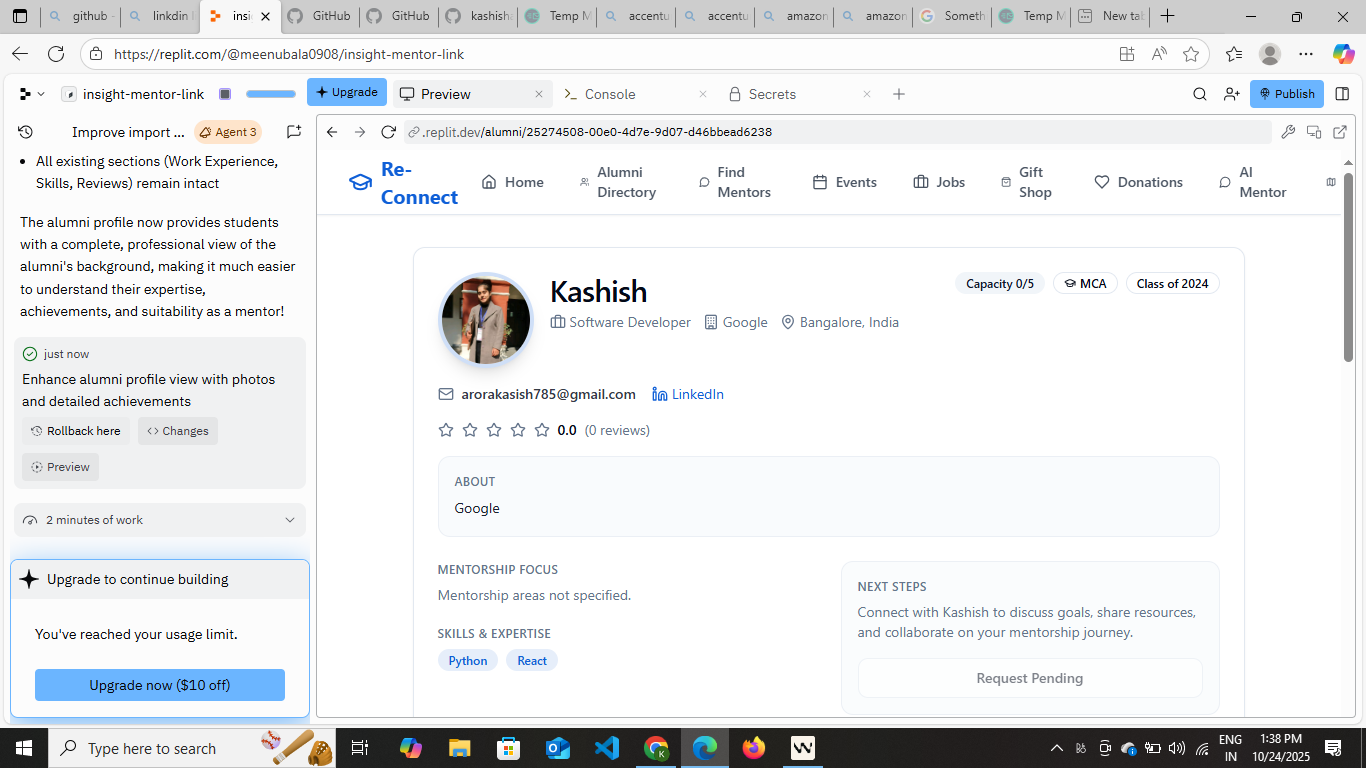 github -
linkdin l
insi
GitHub
GitHub
kashisha
Temp M
accentu
accentu
amazon
amazon
Someth
Temp M
New tab
https://replit.com/@meenubala0908/insight-mentor-link
insight-mentor-link
Upgrade
Preview
Console
Secrets
Publish
Improve import ...
Agent 3
.replit.dev/alumni/25274508-00e0-4d7e-9d07-d46bbead6238
All existing sections (Work Experience,
Skills, Reviews) remain intact
The alumni profile now provides students
with a complete, professional view of the
alumni's background, making it much easier
to understand their expertise,
achievements, and suitability as a mentor!
just now
Enhance alumni profile view with photos
and detailed achievements
Rollback here
Changes
Preview
2 minutes of work
Upgrade to continue building
You've reached your usage limit.
Upgrade now ($10 off)
Re-
Connect
Home
Alumni
Directory
Find
Mentors
Events
Jobs
Gift
Shop
Donations
AI
Mentor
Kashish
Capacity 0/5
MCA
Class of 2024
Software Developer
Google
Bangalore, India
arorakasish785@gmail.com
LinkedIn
0.0 (0 reviews)
ABOUT
Google
MENTORSHIP FOCUS
Mentorship areas not specified.
SKILLS & EXPERTISE
Python
React
NEXT STEPS
Connect with Kashish to discuss goals, share resources,
and collaborate on your mentorship journey.
Request Pending
Type here to search
ENG
IN
1:38 PM
10/24/2025